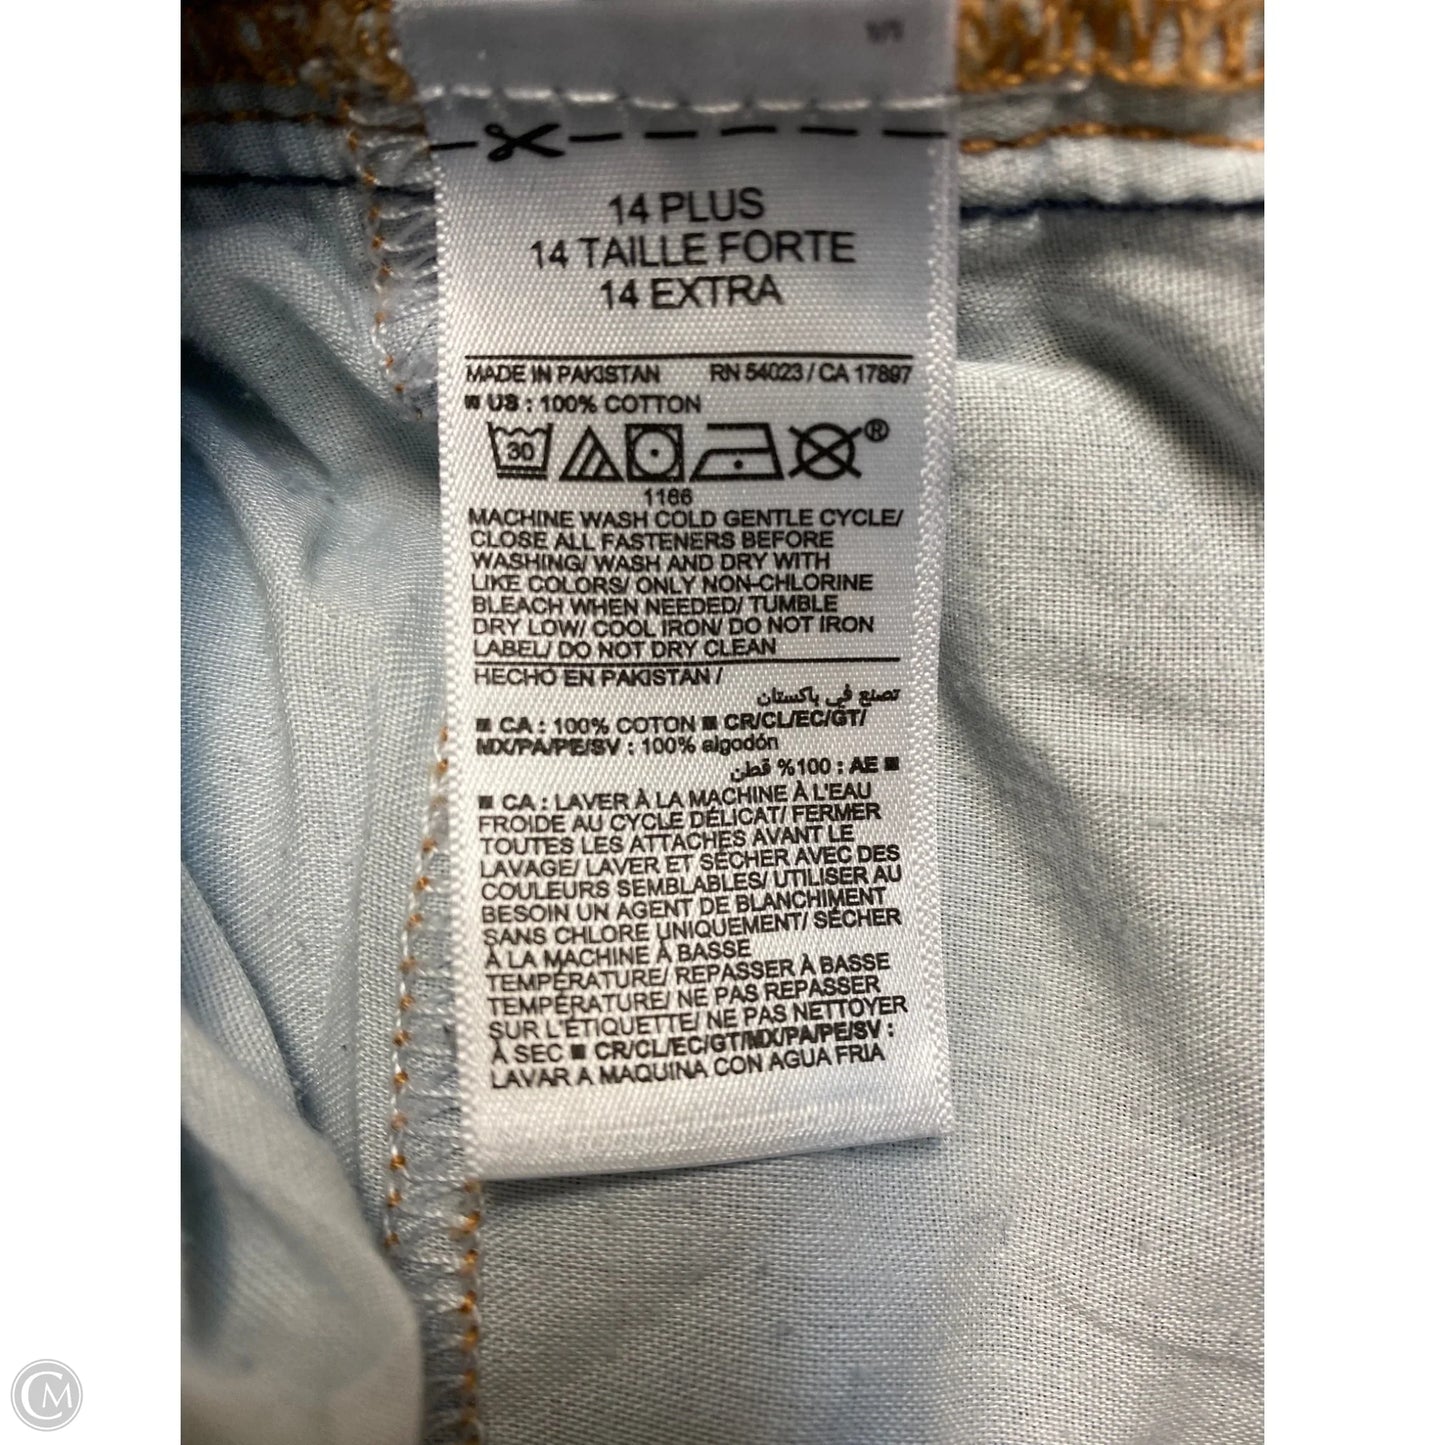 14 PLUS
14 TAILLE FORTE
14 EXTRA
MADE IN PAKISTAN RN 54023 / CA 17897
■ US : 100% COTTON
30 ®
1166
MACHINE WASH COLD GENTLE CYCLE/
CLOSE ALL FASTENERS BEFORE
WASHING/ WASH AND DRY WITH
LIKE COLORS/ ONLY NON-CHLORINE
BLEACH WHEN NEEDED/ TUMBLE
DRY LOW/ COOL IRON/ DO NOT IRON
LABEL/ DO NOT DRY CLEAN
HECHO EN PAKISTAN /
تصنع في باكستان
■ CA : 100% COTON ■ CR/CL/EC/GT/
MX/PA/PE/SV : 100% algodón
■ AE : 100% قطن
■ CA : LAVER À LA MACHINE À L'EAU
FROIDE AU CYCLE DÉLICAT/ FERMER
TOUTES LES ATTACHES AVANT LE
LAVAGE/ LAVER ET SÉCHER AVEC DES
COULEURS SEMBLABLES/ UTILISER AU
BESOIN UN AGENT DE BLANCHIMENT
SANS CHLORE UNIQUEMENT/ SÉCHER
À LA MACHINE À BASSE
TEMPÉRATURE/ REPASSER À BASSE
TEMPÉRATURE/ NE PAS REPASSER
SUR L'ÉTIQUETTE/ NE PAS NETTOYER
À SEC ■ CR/CL/EC/GT/MX/PA/PE/SV :
LAVAR A MAQUINA CON AGUA FRIA
CM